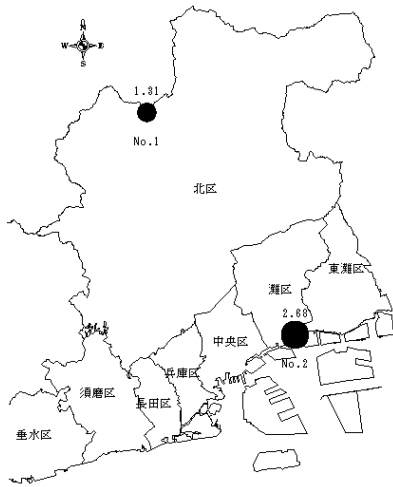 N
W E
S
1.31
No.1
北区
東灘区
灘区
2.68
中央区
No.2
兵庫区
須磨区
長田区
垂水区